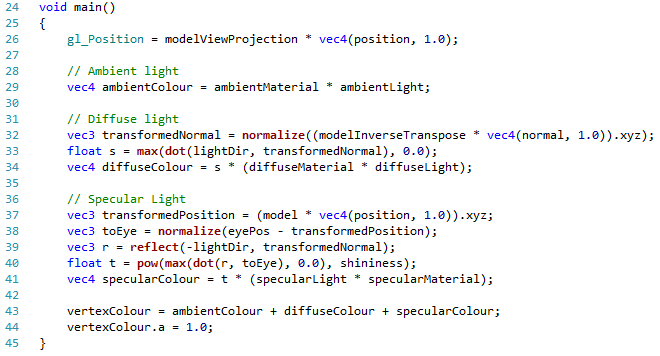 24 void main()
25 {
26     gl_Position = modelViewProjection * vec4(position, 1.0);
27
28     // Ambient light
29     vec4 ambientColour = ambientMaterial * ambientLight;
30
31     // Diffuse light
32     vec3 transformedNormal = normalize((modelInverseTranspose * vec4(normal, 1.0)).xyz);
33     float s = max(dot(lightDir, transformedNormal), 0.0);
34     vec4 diffuseColour = s * (diffuseMaterial * diffuseLight);
35
36     // Specular Light
37     vec3 transformedPosition = (model * vec4(position, 1.0)).xyz;
38     vec3 toEye = normalize(eyePos - transformedPosition);
39     vec3 r = reflect(-lightDir, transformedNormal);
40     float t = pow(max(dot(r, toEye), 0.0), shininess);
41     vec4 specularColour = t * (specularLight * specularMaterial);
42
43     vertexColour = ambientColour + diffuseColour + specularColour;
44     vertexColour.a = 1.0;
45 }